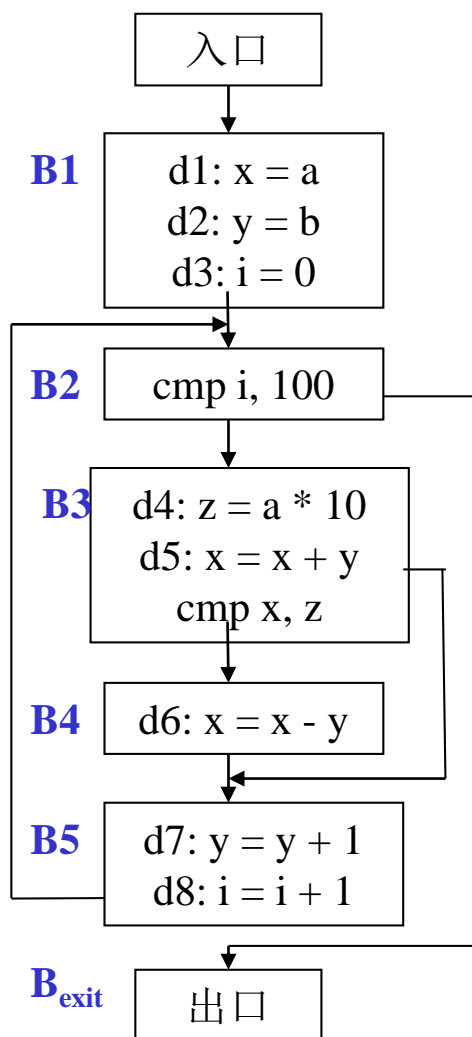 入口
B1
d1: x = a
d2: y = b
d3: i = 0
B2
cmp i, 100
B3
d4: z = a * 10
d5: x = x + y
cmp x, z
B4
d6: x = x - y
B5
d7: y = y + 1
d8: i = i + 1
Bexit
出口